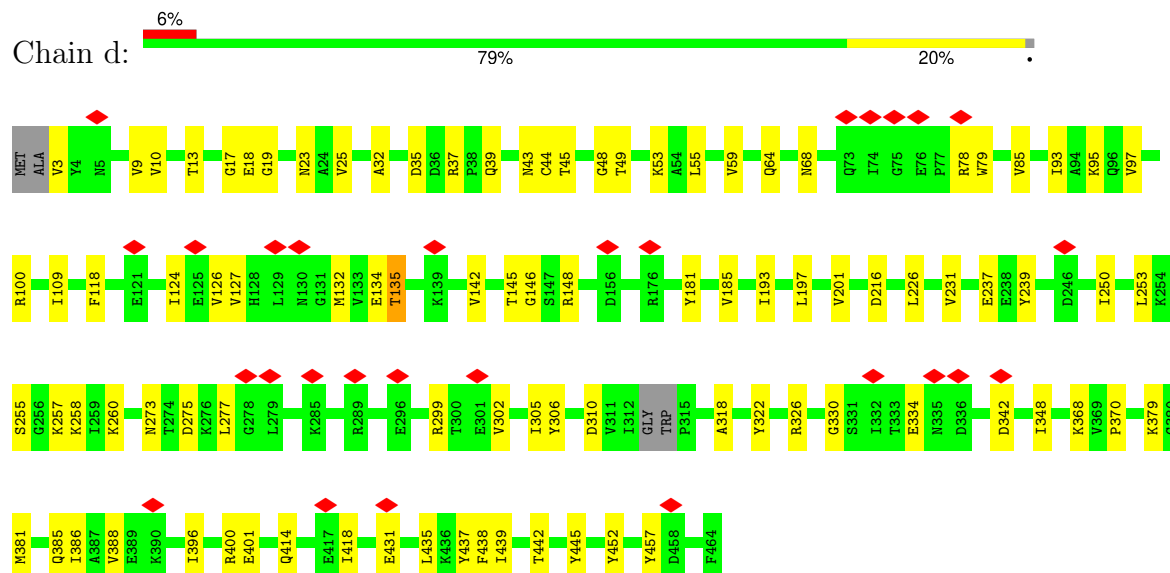 6%
Chain d:
79% 20% •
MET ALA V3 Y4 N5 V9 V10 T13 G17 E18 G19 N23 A24 V25 A32 D35 D36 R37 P38 Q39 N43 C44 T45 G48 T49 K53 A54 L55 V59 Q64 N68 Q73 I74 G75 E76 P77 R78 W79 V85 I93 A94 K95 Q96 V97
R100 I109 F118 E121 I124 E125 V126 V127 H128 L129 N130 G131 M132 V133 E134 T135 K139 V142 T145 G146 S147 R148 D156 R176 Y181 V185 I193 L197 V201 D216 L226 V231 E237 E238 Y239 D246 I250 L253 K254
S255 G256 K257 K258 I259 K260 N273 T274 D275 K276 L277 G278 L279 K285 R289 E296 R299 T300 E301 V302 I305 Y306 D310 V311 I312 GLY TRP P315 A318 Y322 R326 G330 S331 I332 T333 E334 N335 D336 D342 I348 K368 V369 P370 K379 G380
M381 Q385 I386 A387 V388 E389 K390 I396 R400 E401 Q414 E417 I418 E431 L435 K436 Y437 F438 I439 T442 Y445 Y452 Y457 D458 F464